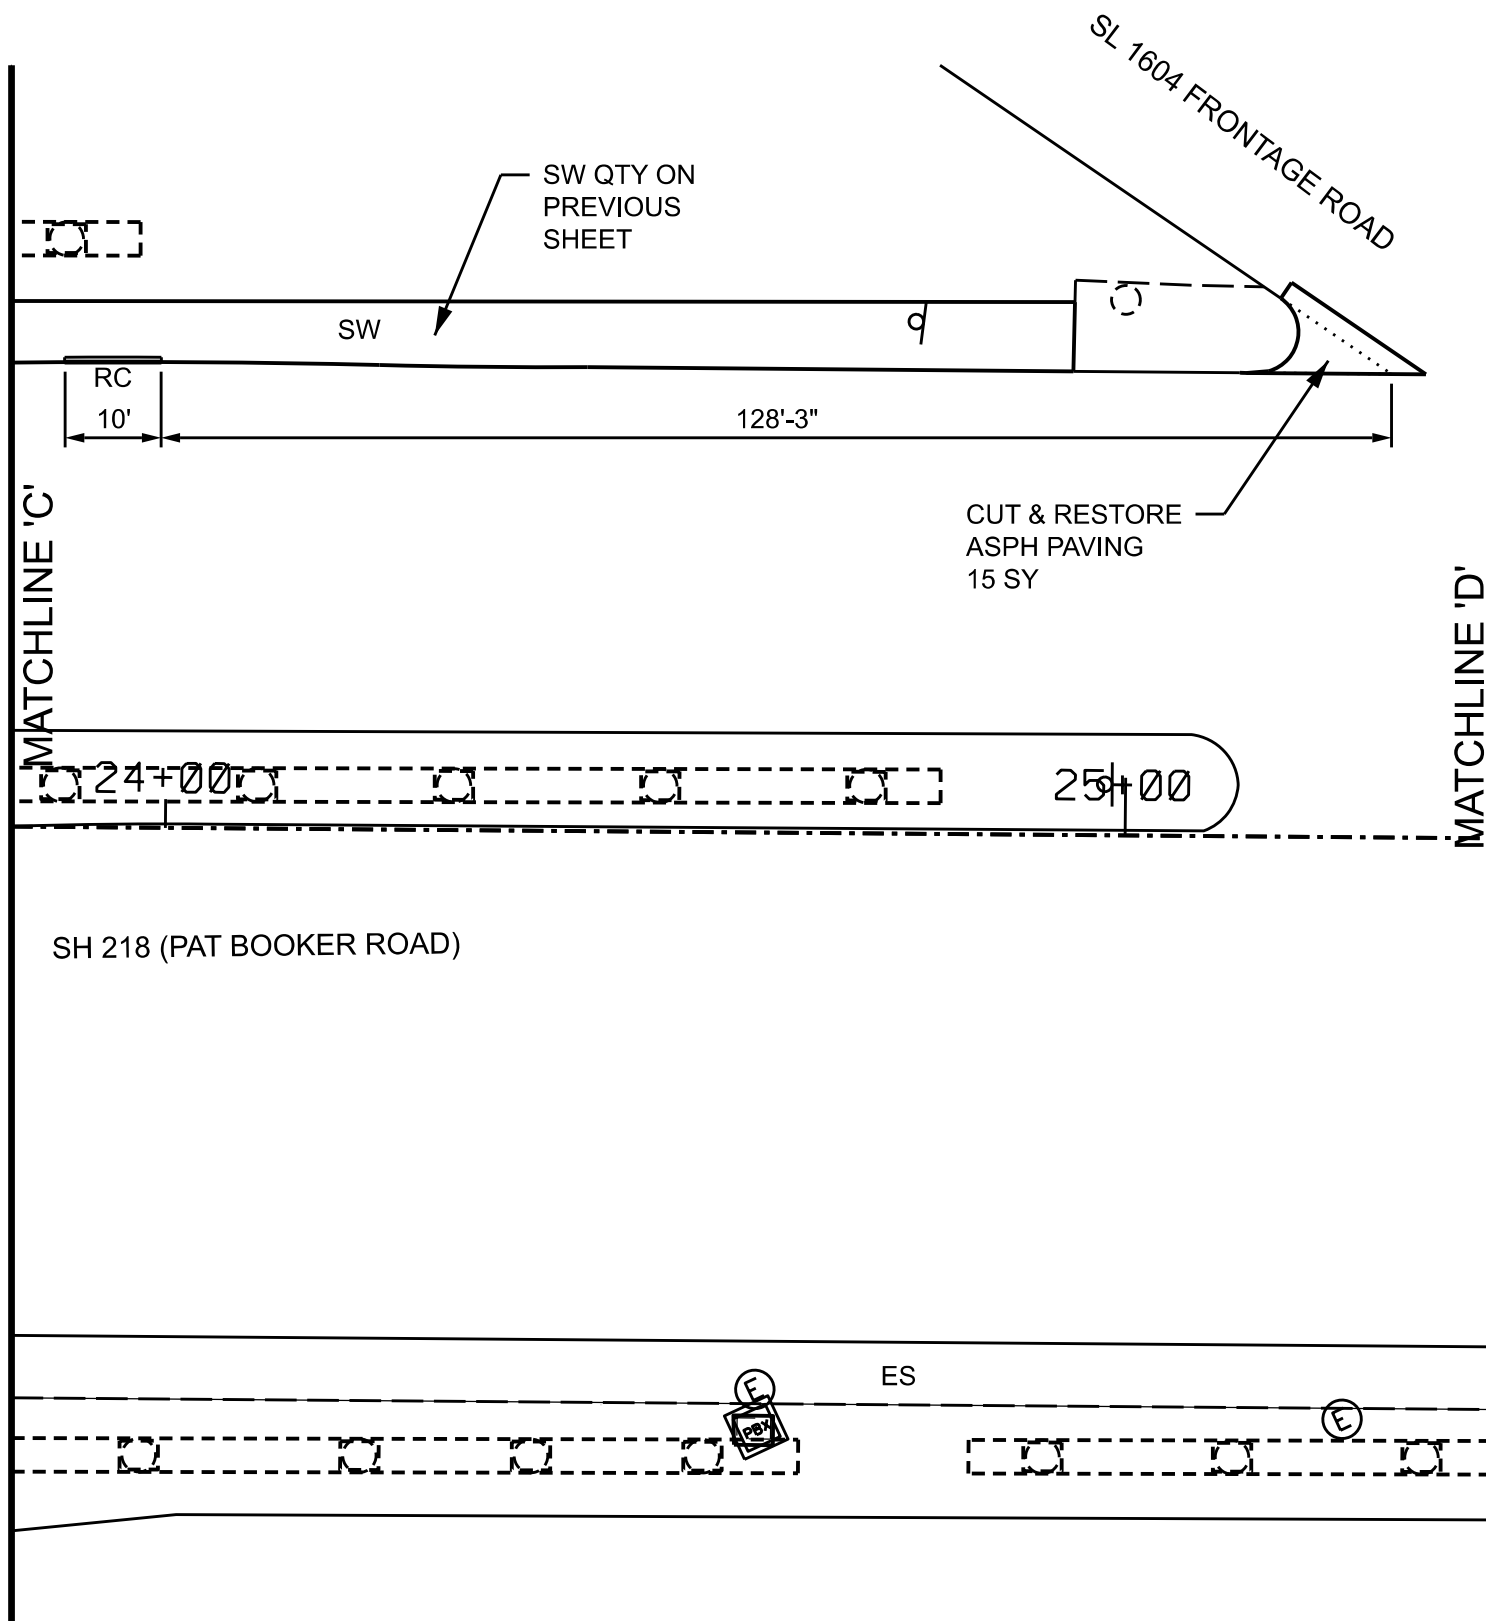 SL 1604 FRONTAGE ROAD
SW QTY ON
PREVIOUS
SHEET
SW
RC
10'
128'-3"
CUT & RESTORE
ASPH PAVING
15 SY
MATCHLINE 'C'
MATCHLINE 'D'
24+00
25+00
SH 218 (PAT BOOKER ROAD)
ES
E
PBX
E